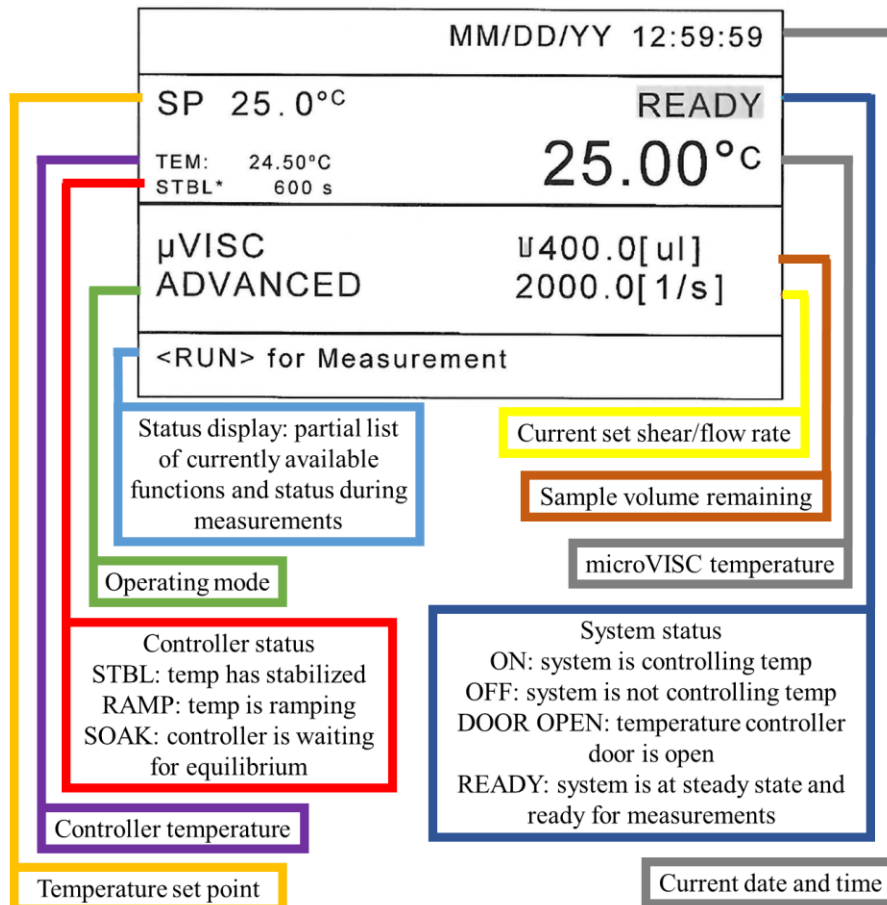 MM/DD/YY 12:59:59
SP 25.0°C
READY
TEM: 24.50°C
25.00°C
STBL* 600 s
µVISC
400.0[ul]
ADVANCED
2000.0[1/s]
<RUN> for Measurement
Status display: partial list
of currently available
functions and status during
measurements
Current set shear/flow rate
Sample volume remaining
microVISC temperature
Operating mode
Controller status
STBL: temp has stabilized
RAMP: temp is ramping
SOAK: controller is waiting
for equilibrium
System status
ON: system is controlling temp
OFF: system is not controlling temp
DOOR OPEN: temperature controller
door is open
READY: system is at steady state and
ready for measurements
Controller temperature
Temperature set point
Current date and time